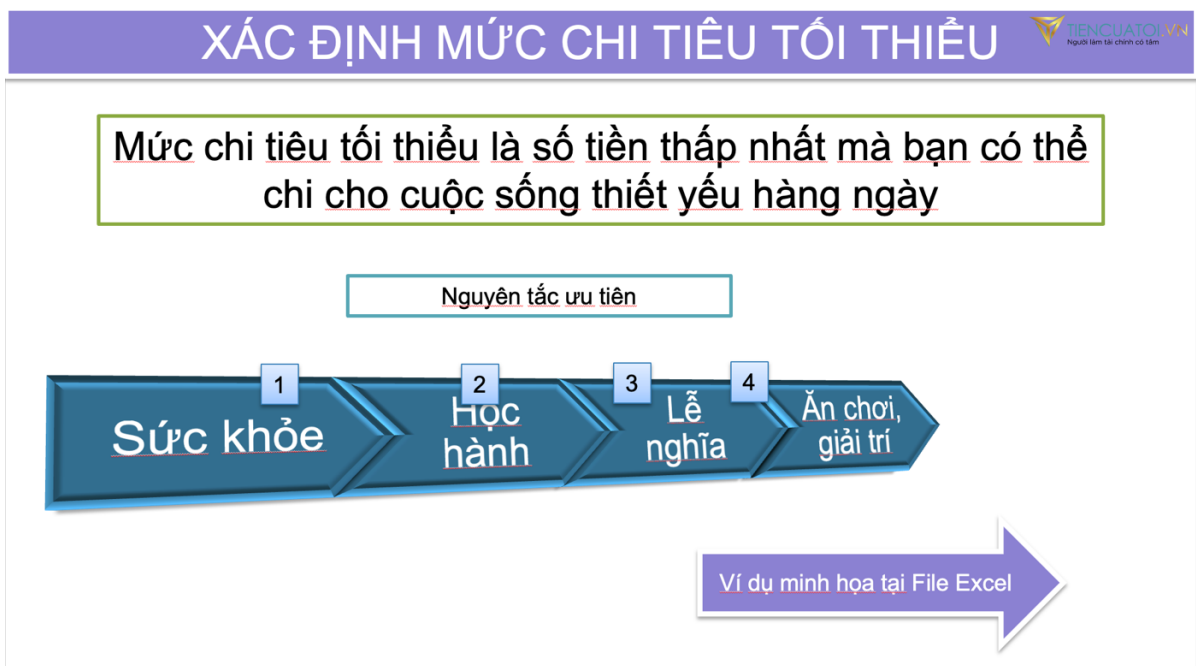 XÁC ĐỊNH MỨC CHI TIÊU TỐI THIỂU
TIENCUATOI.VN
Người làm tài chính có tâm
Mức chi tiêu tối thiểu là số tiền thấp nhất mà bạn có thể
chi cho cuộc sống thiết yếu hàng ngày
Nguyên tắc ưu tiên
1
Sức khỏe
2
Học
hành
3
Lễ
nghĩa
4
Ăn chơi,
giải trí
Ví dụ minh họa tại File Excel